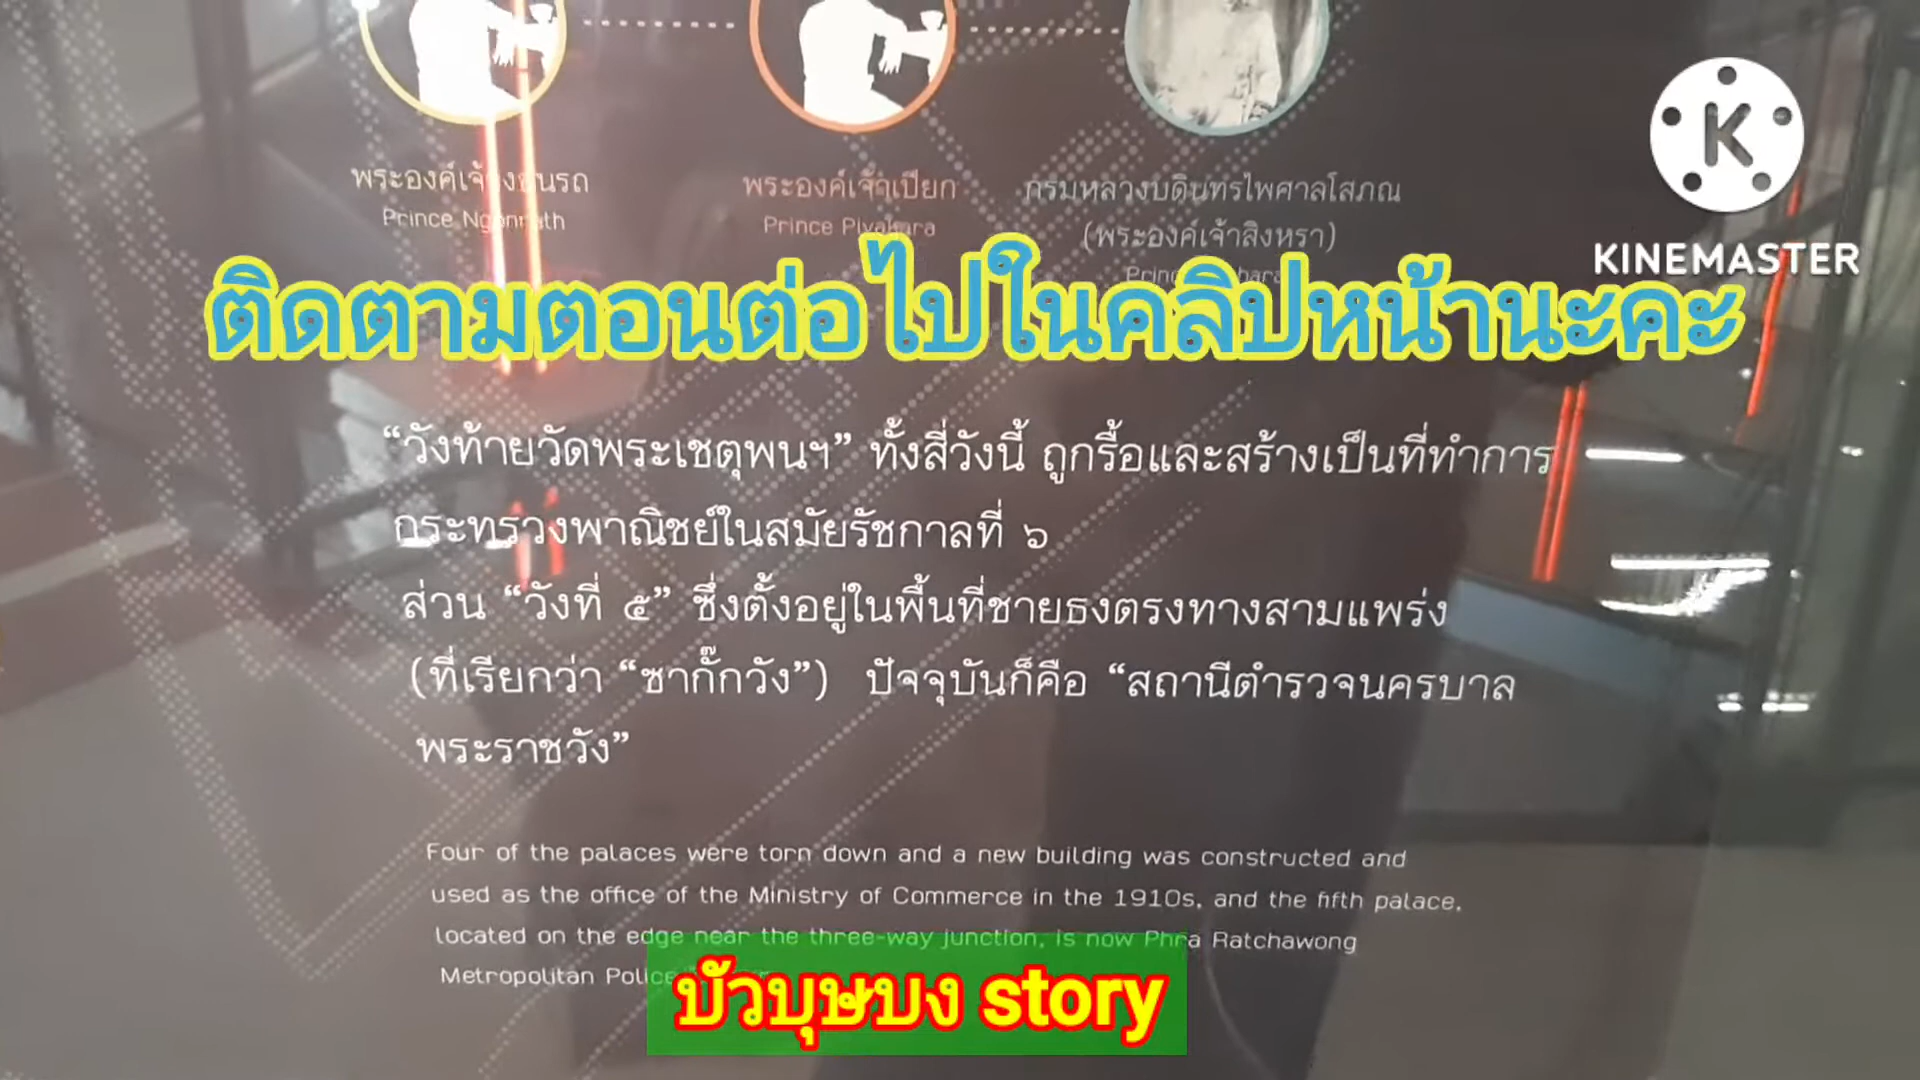 พระองค์เจ้างอนรถ
Prince Ngonrath
พระองค์เจ้าเปียก
Prince Piyahara
กรมหลวงบดินทรไพศาลโสภณ
(พระองค์เจ้าสิงหรา)
KINEMASTER
ติดตามตอนต่อไปในคลิปหน้านะคะ
“วังท้ายวัดพระเชตุพนฯ” ทั้งสี่วังนี้ ถูกรื้อและสร้างเป็นที่ทำการ
กระทรวงพาณิชย์ในสมัยรัชกาลที่ ๖
ส่วน “วังที่ ๕” ซึ่งตั้งอยู่ในพื้นที่ชายธงตรงทางสามแพร่ง
(ที่เรียกว่า “ซากั๊กวัง”) ปัจจุบันก็คือ “สถานีตำรวจนครบาล
พระราชวัง”
Four of the palaces were torn down and a new building was constructed and
used as the office of the Ministry of Commerce in the 1910s, and the fifth palace,
located on the edge near the three-way junction, is now Phra Ratchawong
Metropolitan Police
บัวบุษบง story